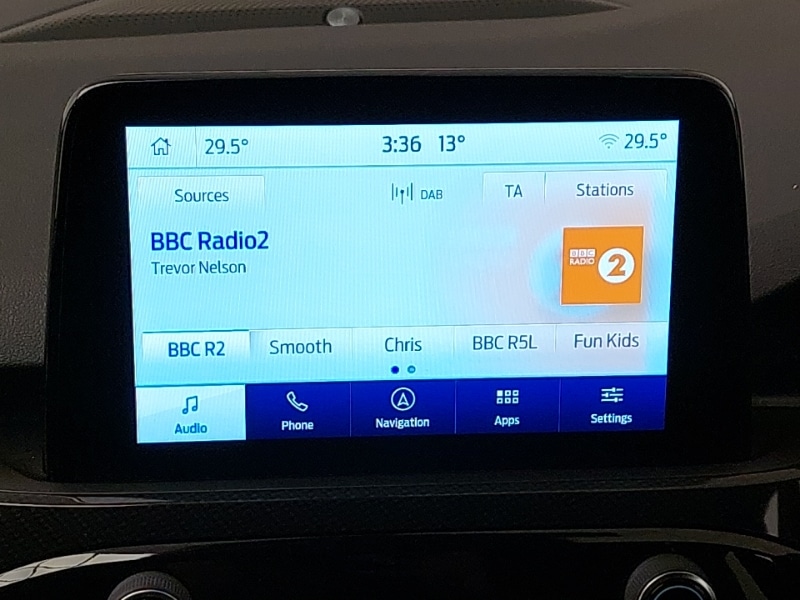 29.5° 3:36 13° 29.5°
Sources DAB TA Stations
BBC Radio2
Trevor Nelson
BBC
RADIO 2
BBC R2 Smooth Chris BBC R5L Fun Kids
Audio Phone Navigation Apps Settings